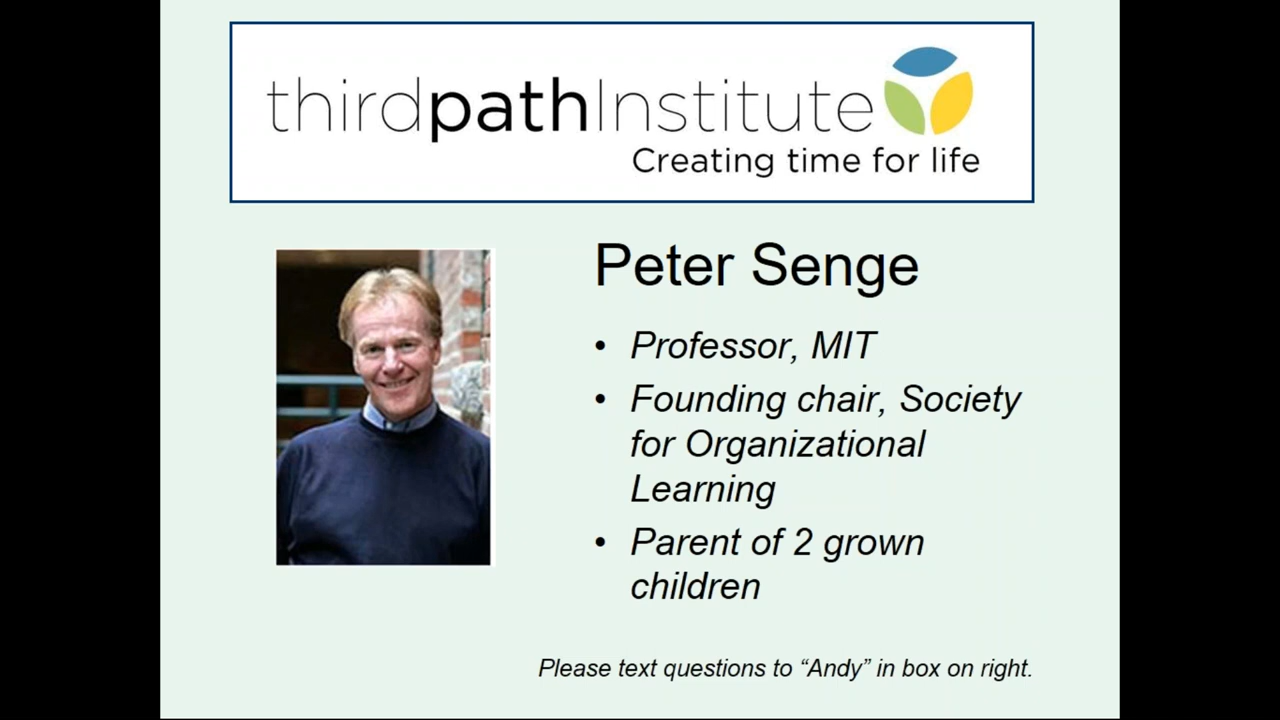 thirdpathInstitute
Creating time for life
Peter Senge
• Professor, MIT
• Founding chair, Society
for Organizational
Learning
• Parent of 2 grown
children
Please text questions to “Andy” in box on right.